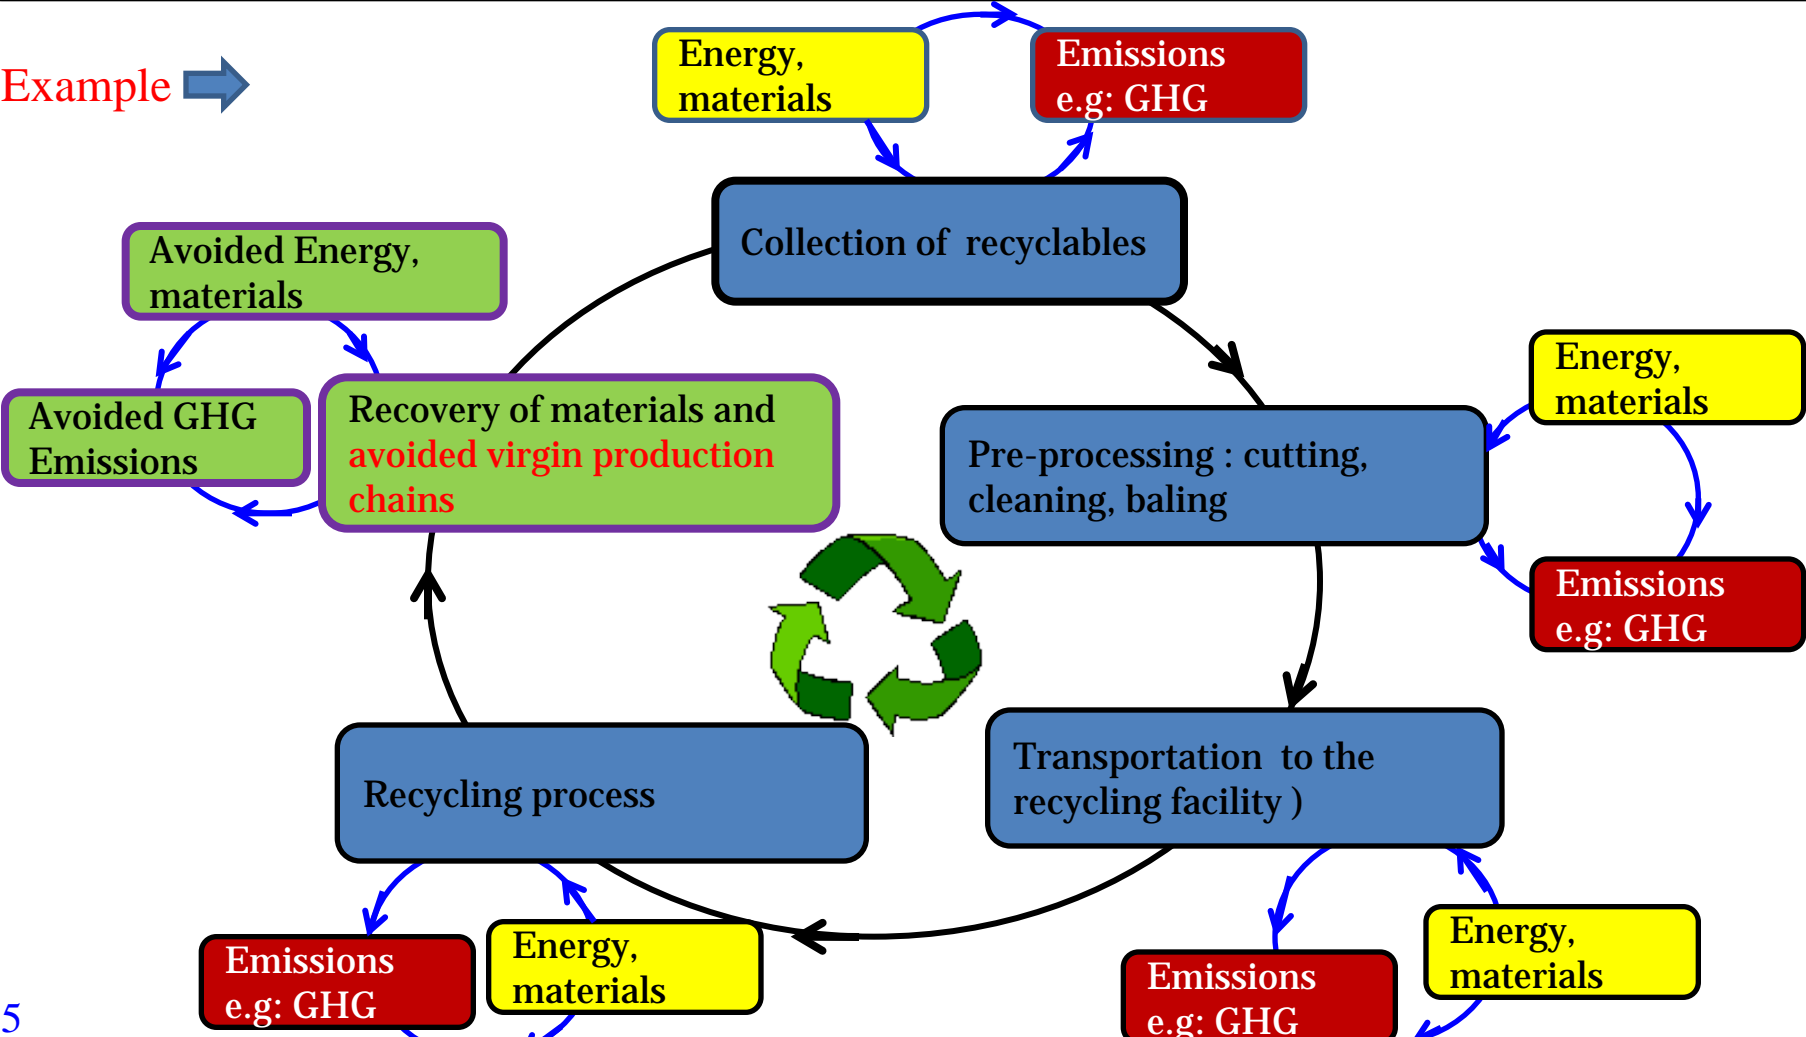 Example
Energy,
materials
Emissions
e.g: GHG
Collection of  recyclables
Avoided Energy,
materials
Avoided GHG
Emissions
Recovery of materials and
avoided virgin production
chains
Energy,
materials
Pre-processing : cutting,
cleaning, baling
Emissions
e.g: GHG
Recycling process
Transportation  to the
recycling facility )
Emissions
e.g: GHG
Energy,
materials
Emissions
e.g: GHG
Energy,
materials
5